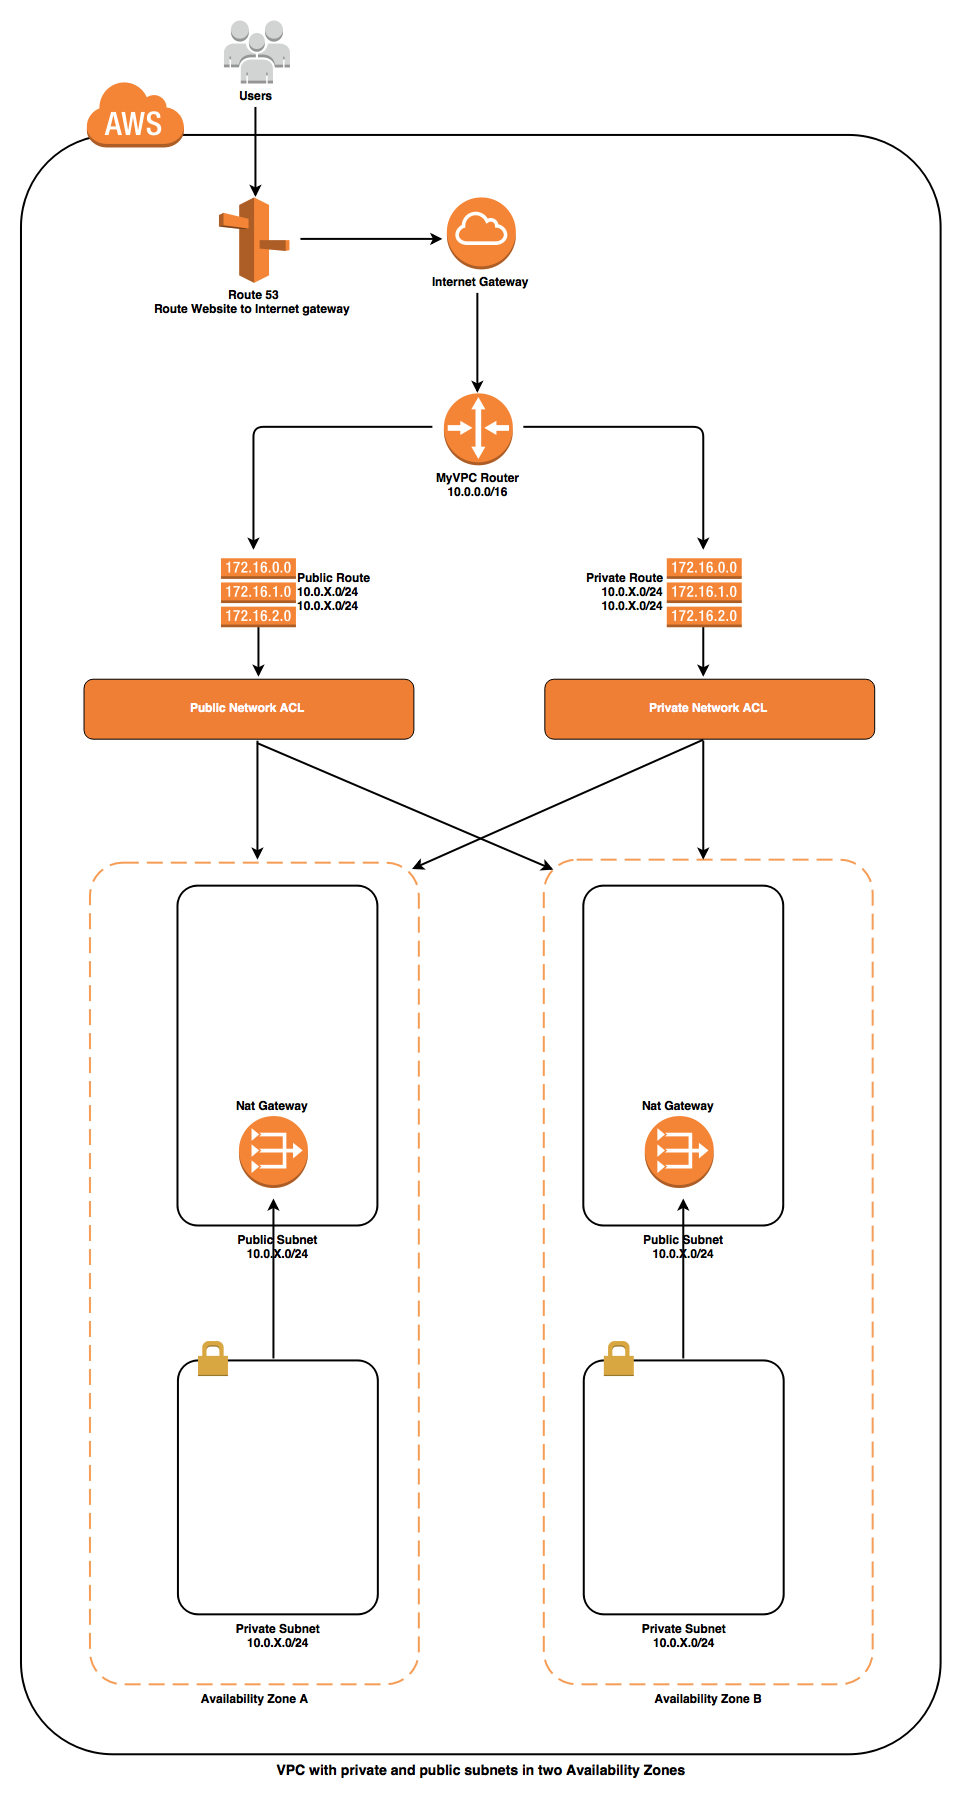 Users
AWS
Route 53
Route Website to Internet gateway
Internet Gateway
MyVPC Router
10.0.0.0/16
172.16.0.0
172.16.1.0
172.16.2.0
Public Route
10.0.X.0/24
10.0.X.0/24
Private Route
10.0.X.0/24
10.0.X.0/24
172.16.0.0
172.16.1.0
172.16.2.0
Public Network ACL
Private Network ACL
Nat Gateway
Public Subnet
10.0.X.0/24
Nat Gateway
Public Subnet
10.0.X.0/24
Private Subnet
10.0.X.0/24
Private Subnet
10.0.X.0/24
Availability Zone A
Availability Zone B
VPC with private and public subnets in two Availability Zones